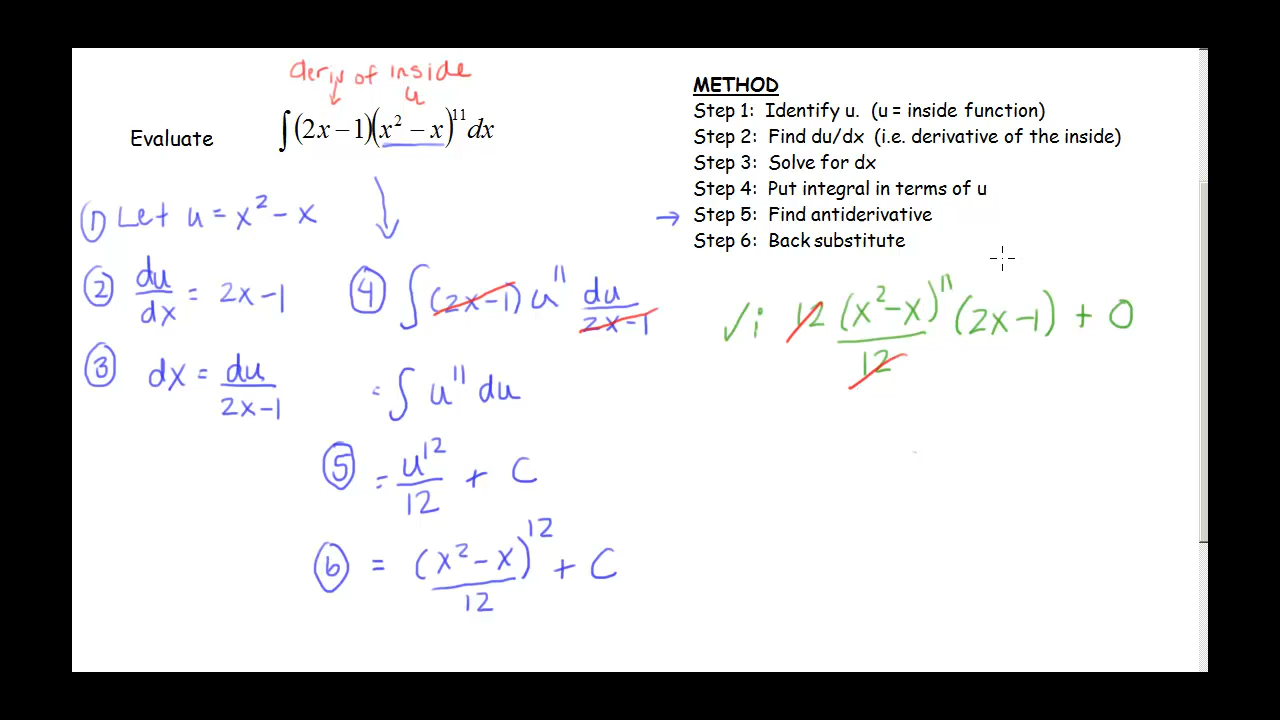 deriv of inside
u
Evaluate ∫(2x − 1)(x² − x)¹¹ dx
① Let u = x² − x
② du/dx = 2x − 1
③ dx = du/(2x−1)
④ ∫ (2x−1) u¹¹ du/(2x−1)
= ∫ u¹¹ du
⑤ = u¹²/12 + C
⑥ = (x² − x)¹²/12 + C
METHOD
Step 1: Identify u. (u = inside function)
Step 2: Find du/dx (i.e. derivative of the inside)
Step 3: Solve for dx
Step 4: Put integral in terms of u
→ Step 5: Find antiderivative
Step 6: Back substitute
√: 12 (x² − x)¹¹/12 (2x−1) + 0